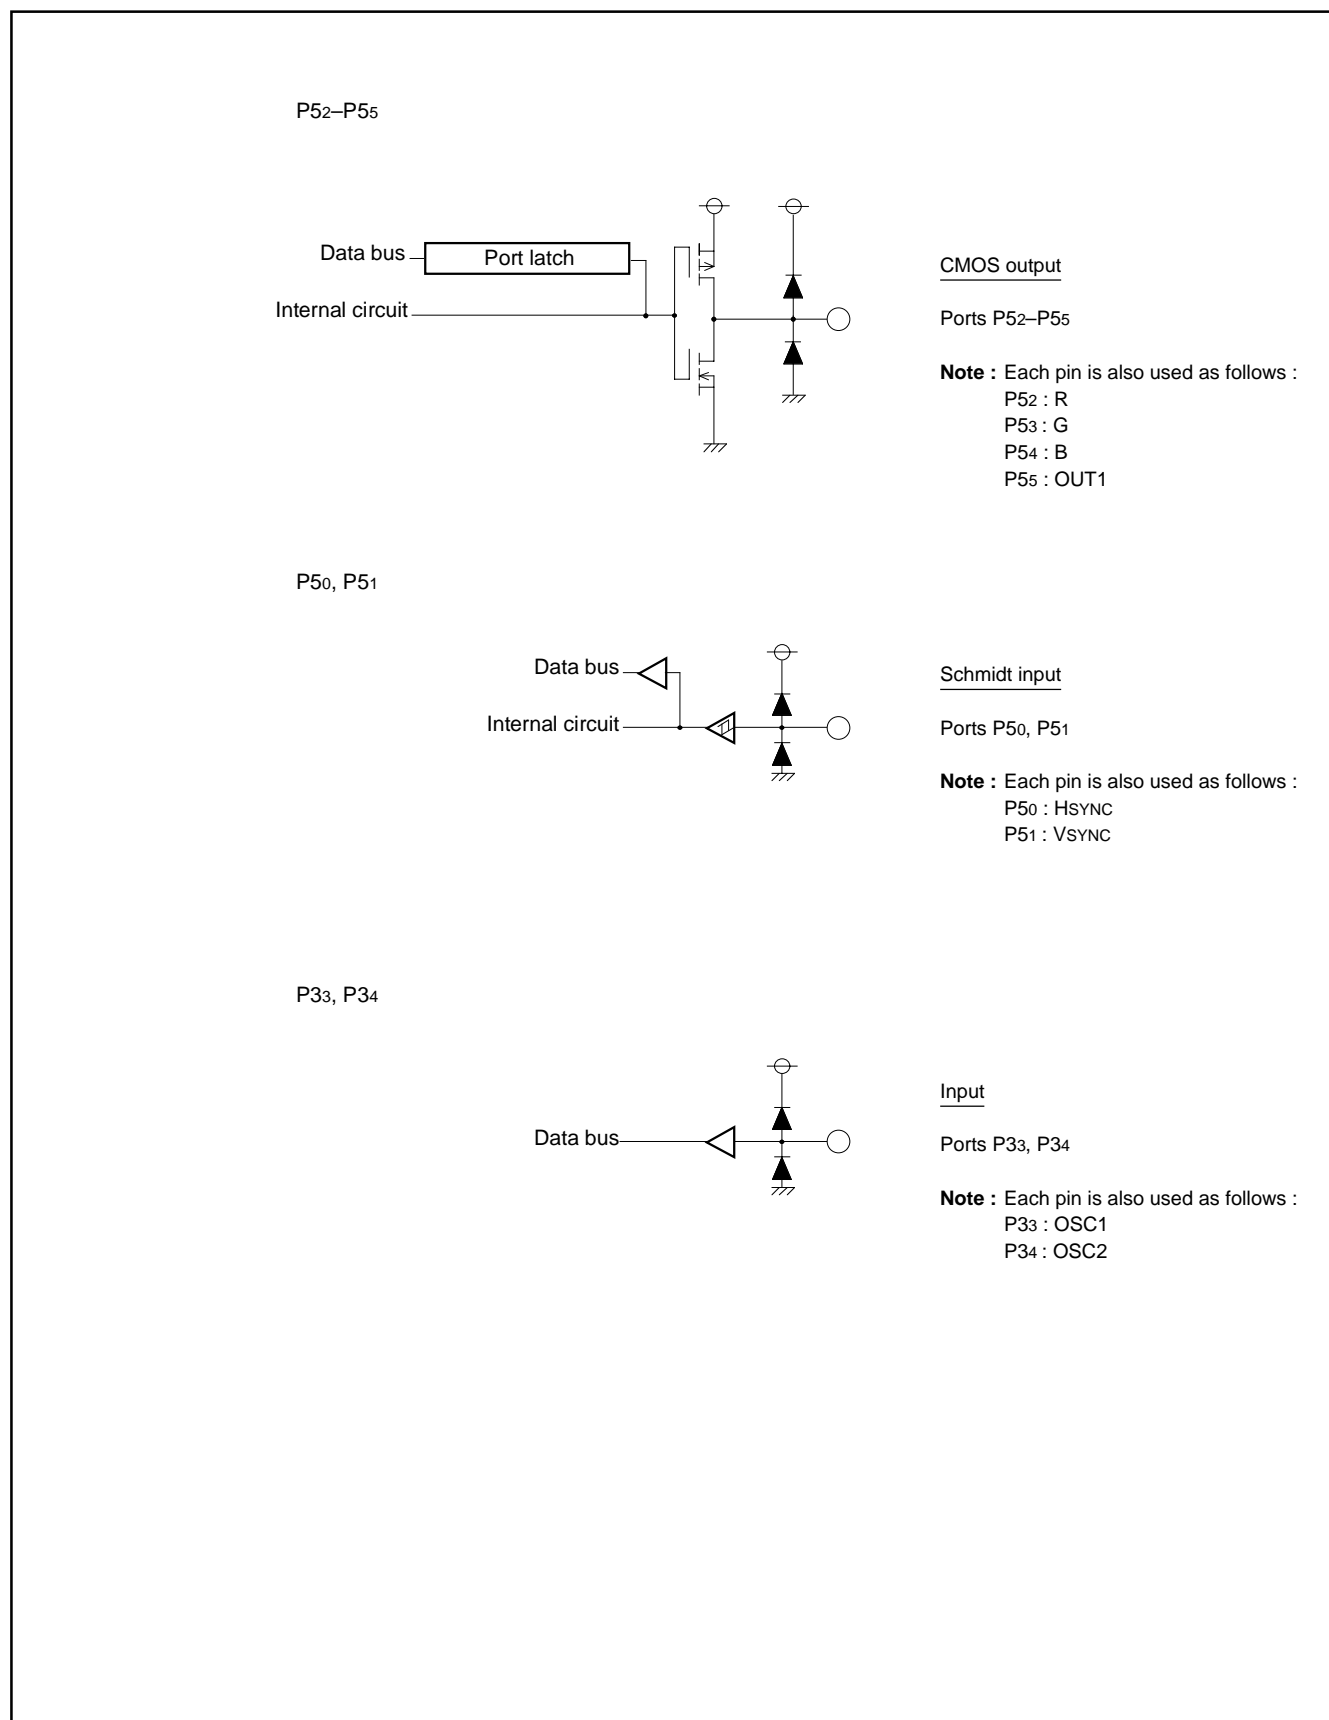 P52–P55
Data bus
Port latch
Internal circuit
CMOS output
Ports P52–P55
Note : Each pin is also used as follows :
P52 : R
P53 : G
P54 : B
P55 : OUT1
P50, P51
Data bus
Internal circuit
Schmidt input
Ports P50, P51
Note : Each pin is also used as follows :
P50 : HSYNC
P51 : VSYNC
P33, P34
Data bus
Input
Ports P33, P34
Note : Each pin is also used as follows :
P33 : OSC1
P34 : OSC2